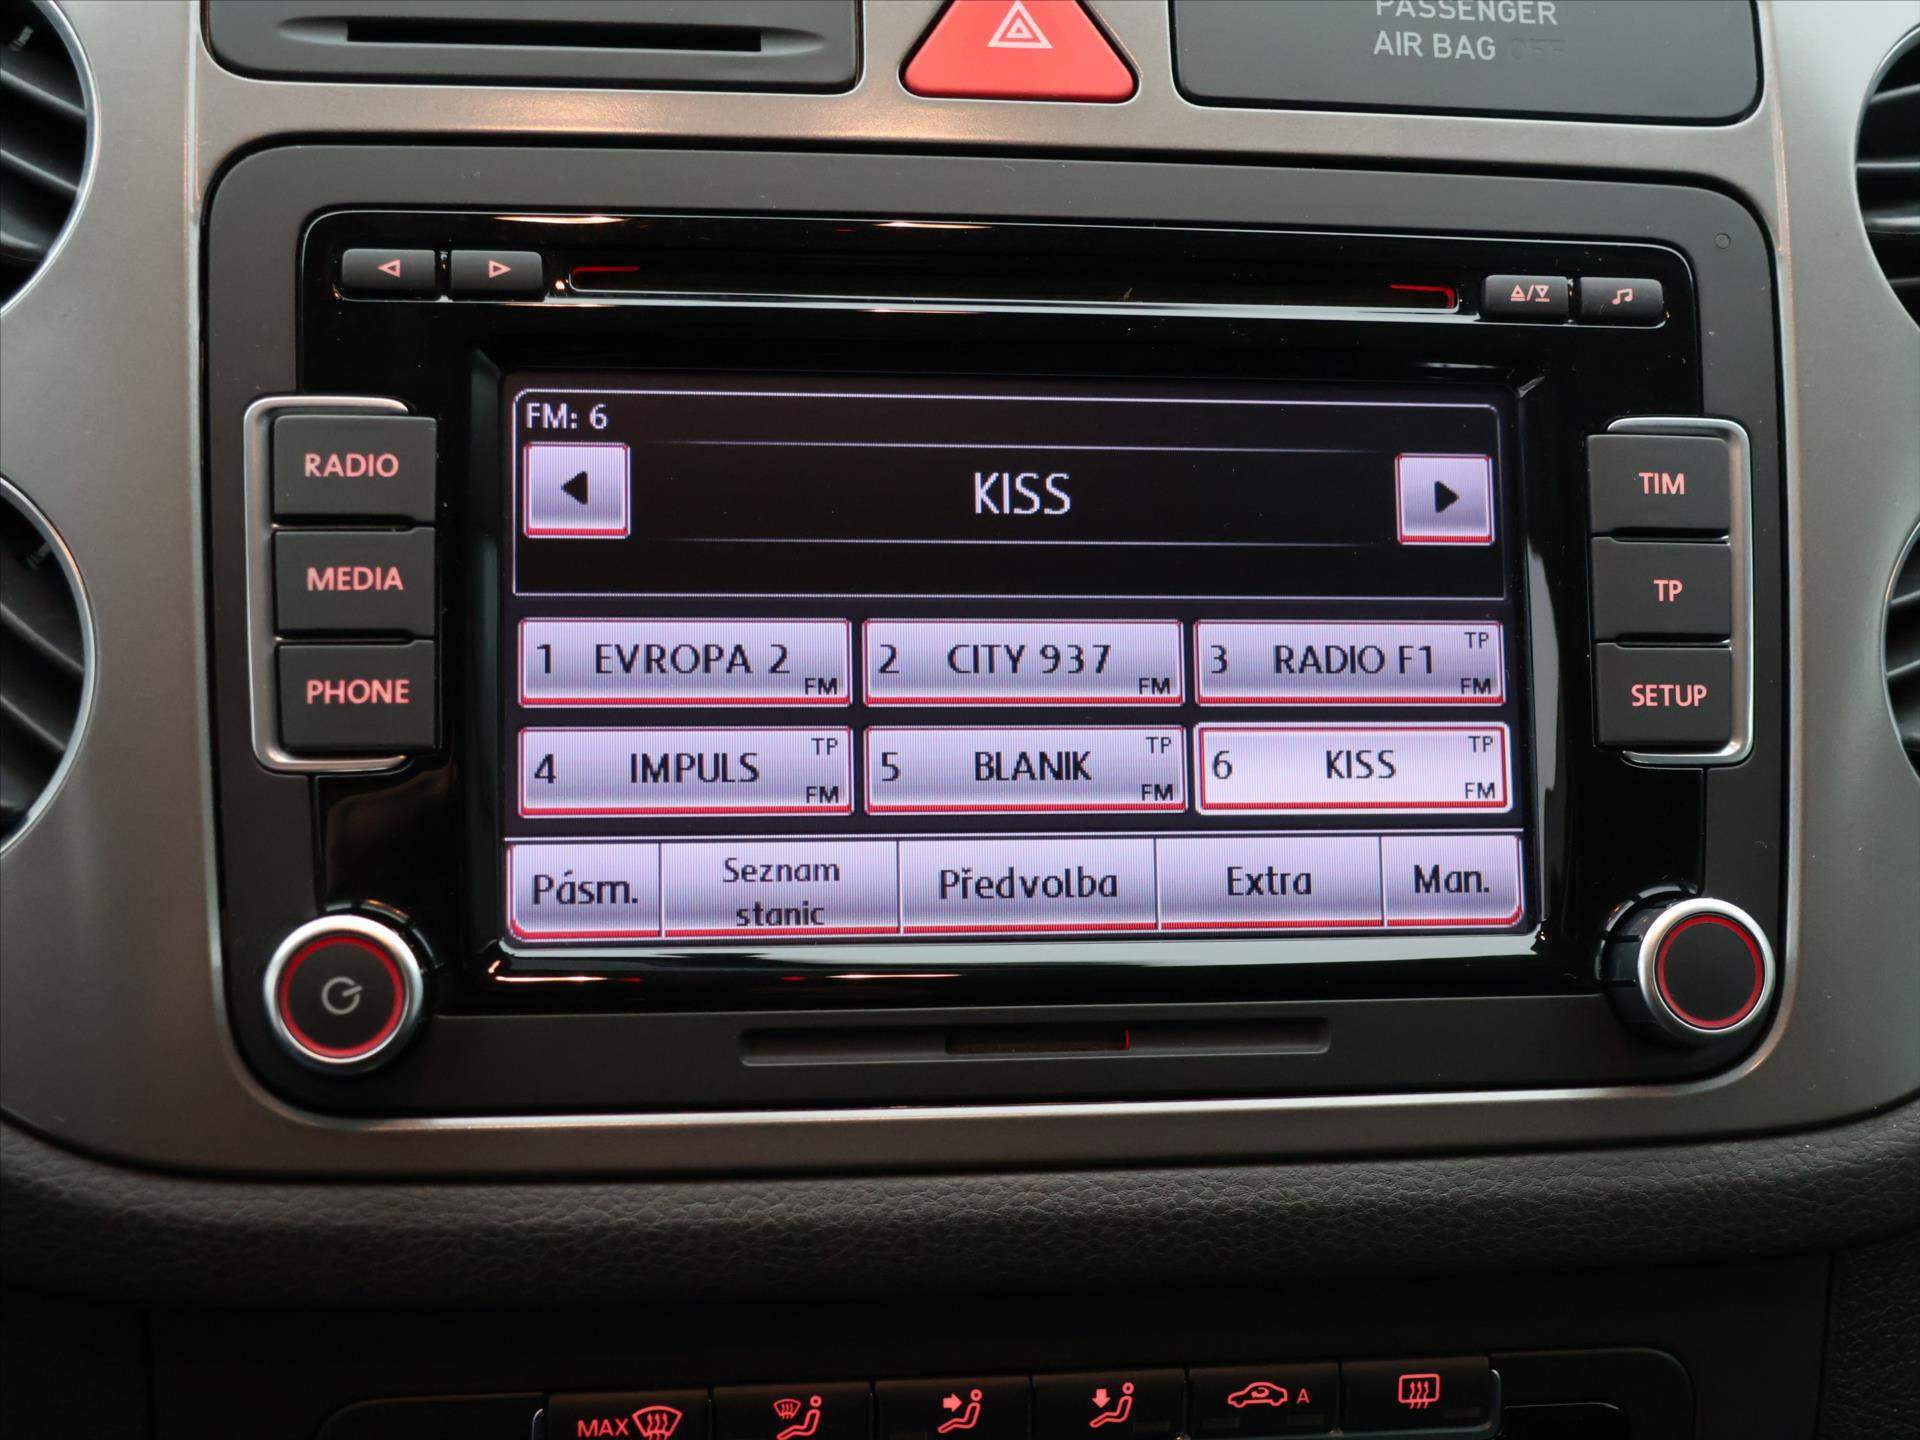 PASSENGER
AIR BAG OFF
FM: 6
KISS
RADIO
MEDIA
PHONE
TIM
TP
SETUP
1 EVROPA 2 FM
2 CITY 937 FM
3 RADIO F1 TP FM
4 IMPULS TP FM
5 BLANIK TP FM
6 KISS TP FM
Pásm.
Seznam
stanic
Předvolba
Extra
Man.
MAX
A